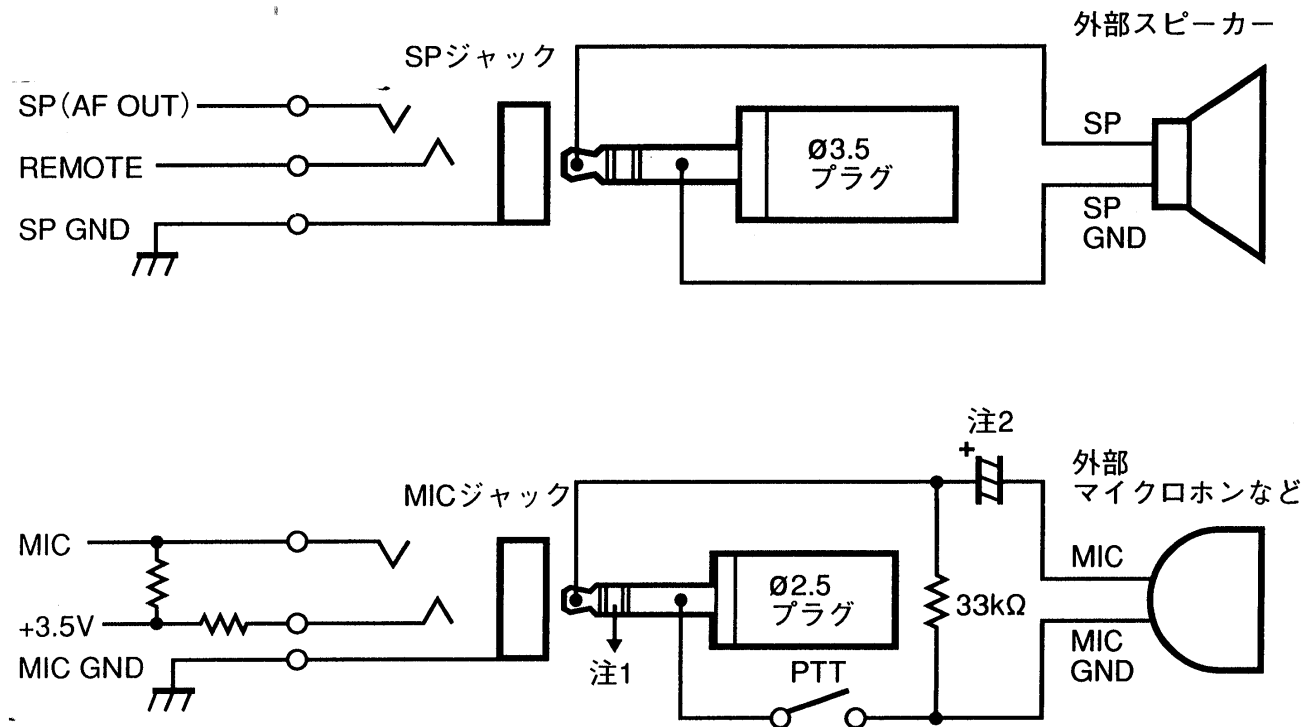 外部スピーカー
SPジャック
SP(AF OUT)
REMOTE
SP GND
Ø3.5
プラグ
SP
SP
GND
注2
+
外部
マイクロホンなど
MICジャック
MIC
+3.5V
MIC GND
注1
Ø2.5
プラグ
PTT
33kΩ
MIC
MIC
GND